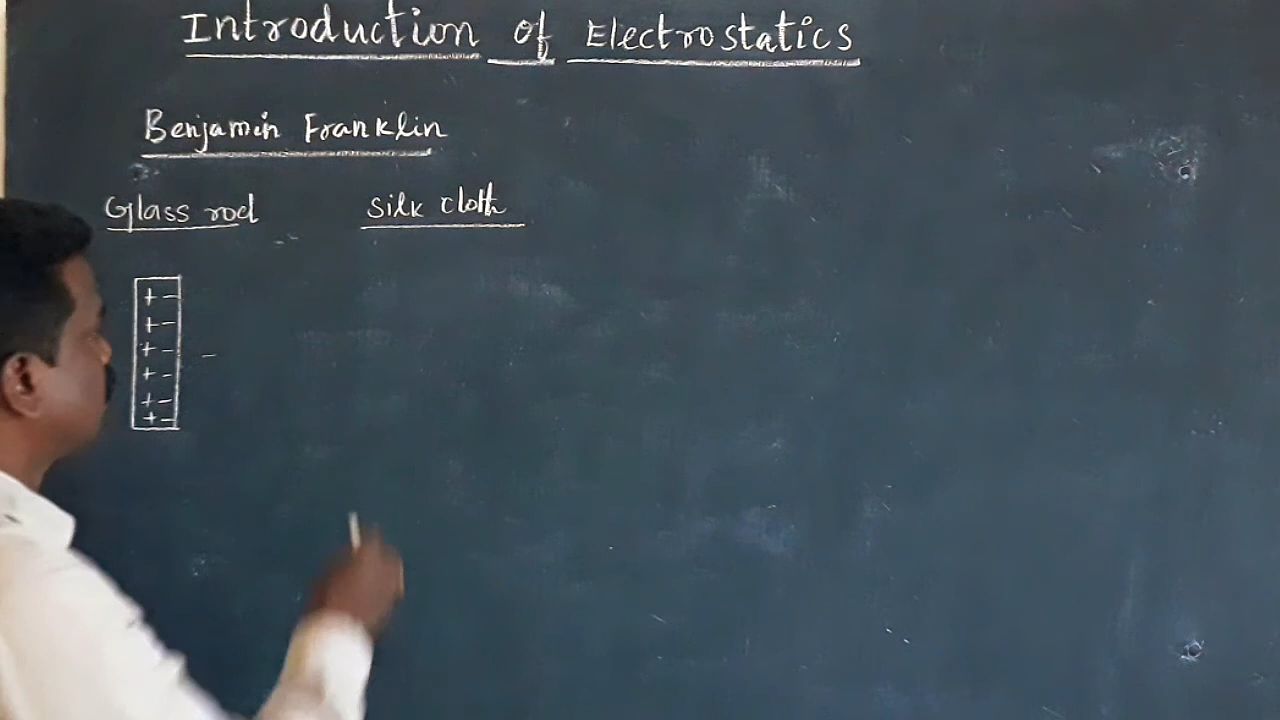 Introduction of Electrostatics
Benjamin Franklin
Glass rod silk cloth
+ -
+ -
+ - -
+ -
+ -
+ -